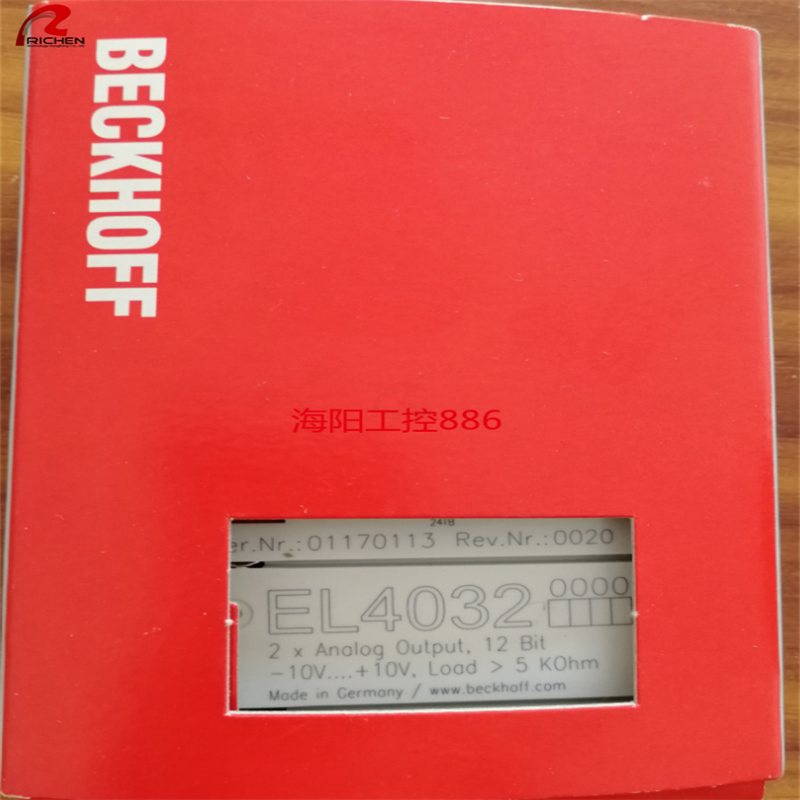 RICHEN
BECKHOFF
海阳工控886
2418
er.Nr.:01170113 Rev.Nr.:0020
EL4032 0000
2 x Analog Output, 12 Bit
-10V....+10V, Load > 5 KOhm
Made in Germany / www.beckhoff.com